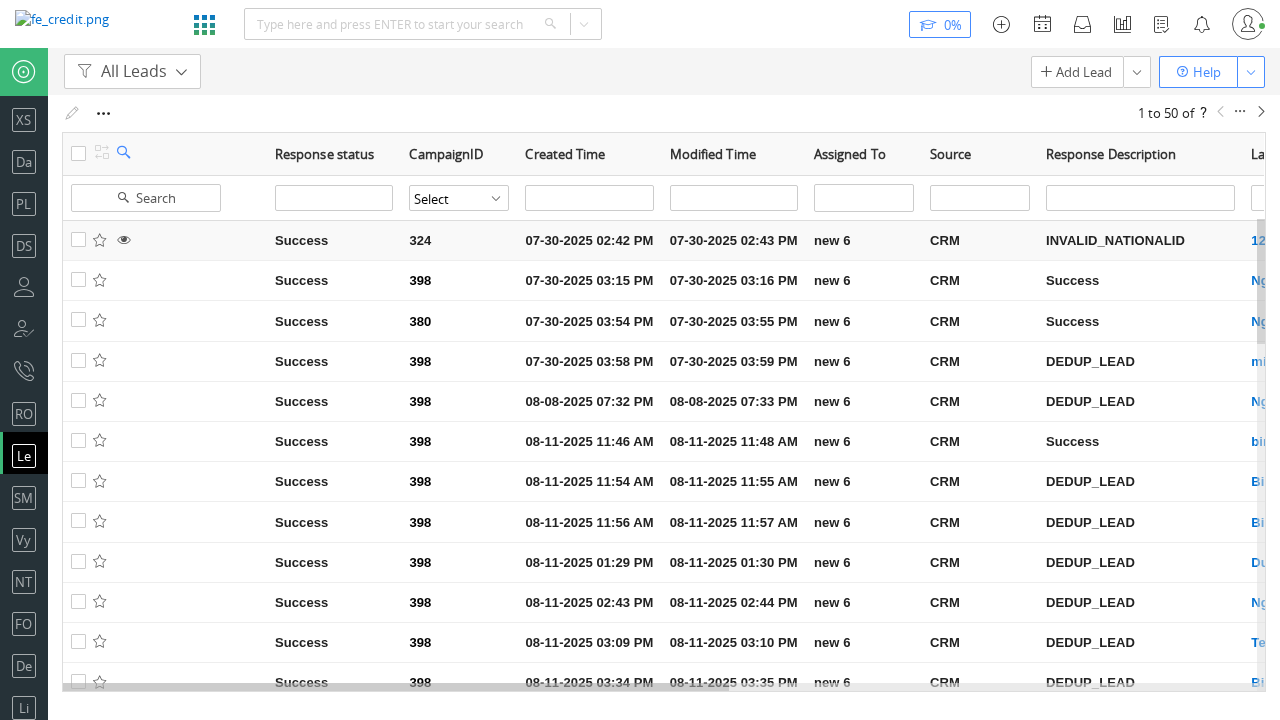 fe_credit.png
Type here and press ENTER to start your search
0%
All Leads
Add Lead
Help
1 to 50 of ?
XS
Da
PL
DS
RO
Le
SM
Vy
NT
FO
De
Li
Response status CampaignID Created Time Modified Time Assigned To Source Response Description La
Search Select
Success 324 07-30-2025 02:42 PM 07-30-2025 02:43 PM new 6 CRM INVALID_NATIONALID 12
Success 398 07-30-2025 03:15 PM 07-30-2025 03:16 PM new 6 CRM Success Ng
Success 380 07-30-2025 03:54 PM 07-30-2025 03:55 PM new 6 CRM Success Ng
Success 398 07-30-2025 03:58 PM 07-30-2025 03:59 PM new 6 CRM DEDUP_LEAD mi
Success 398 08-08-2025 07:32 PM 08-08-2025 07:33 PM new 6 CRM DEDUP_LEAD Ng
Success 398 08-11-2025 11:46 AM 08-11-2025 11:48 AM new 6 CRM Success bi
Success 398 08-11-2025 11:54 AM 08-11-2025 11:55 AM new 6 CRM DEDUP_LEAD Bi
Success 398 08-11-2025 11:56 AM 08-11-2025 11:57 AM new 6 CRM DEDUP_LEAD Bi
Success 398 08-11-2025 01:29 PM 08-11-2025 01:30 PM new 6 CRM DEDUP_LEAD Du
Success 398 08-11-2025 02:43 PM 08-11-2025 02:44 PM new 6 CRM DEDUP_LEAD Ng
Success 398 08-11-2025 03:09 PM 08-11-2025 03:10 PM new 6 CRM DEDUP_LEAD Te
Success 398 08-11-2025 03:34 PM 08-11-2025 03:35 PM new 6 CRM DEDUP_LEAD Bi